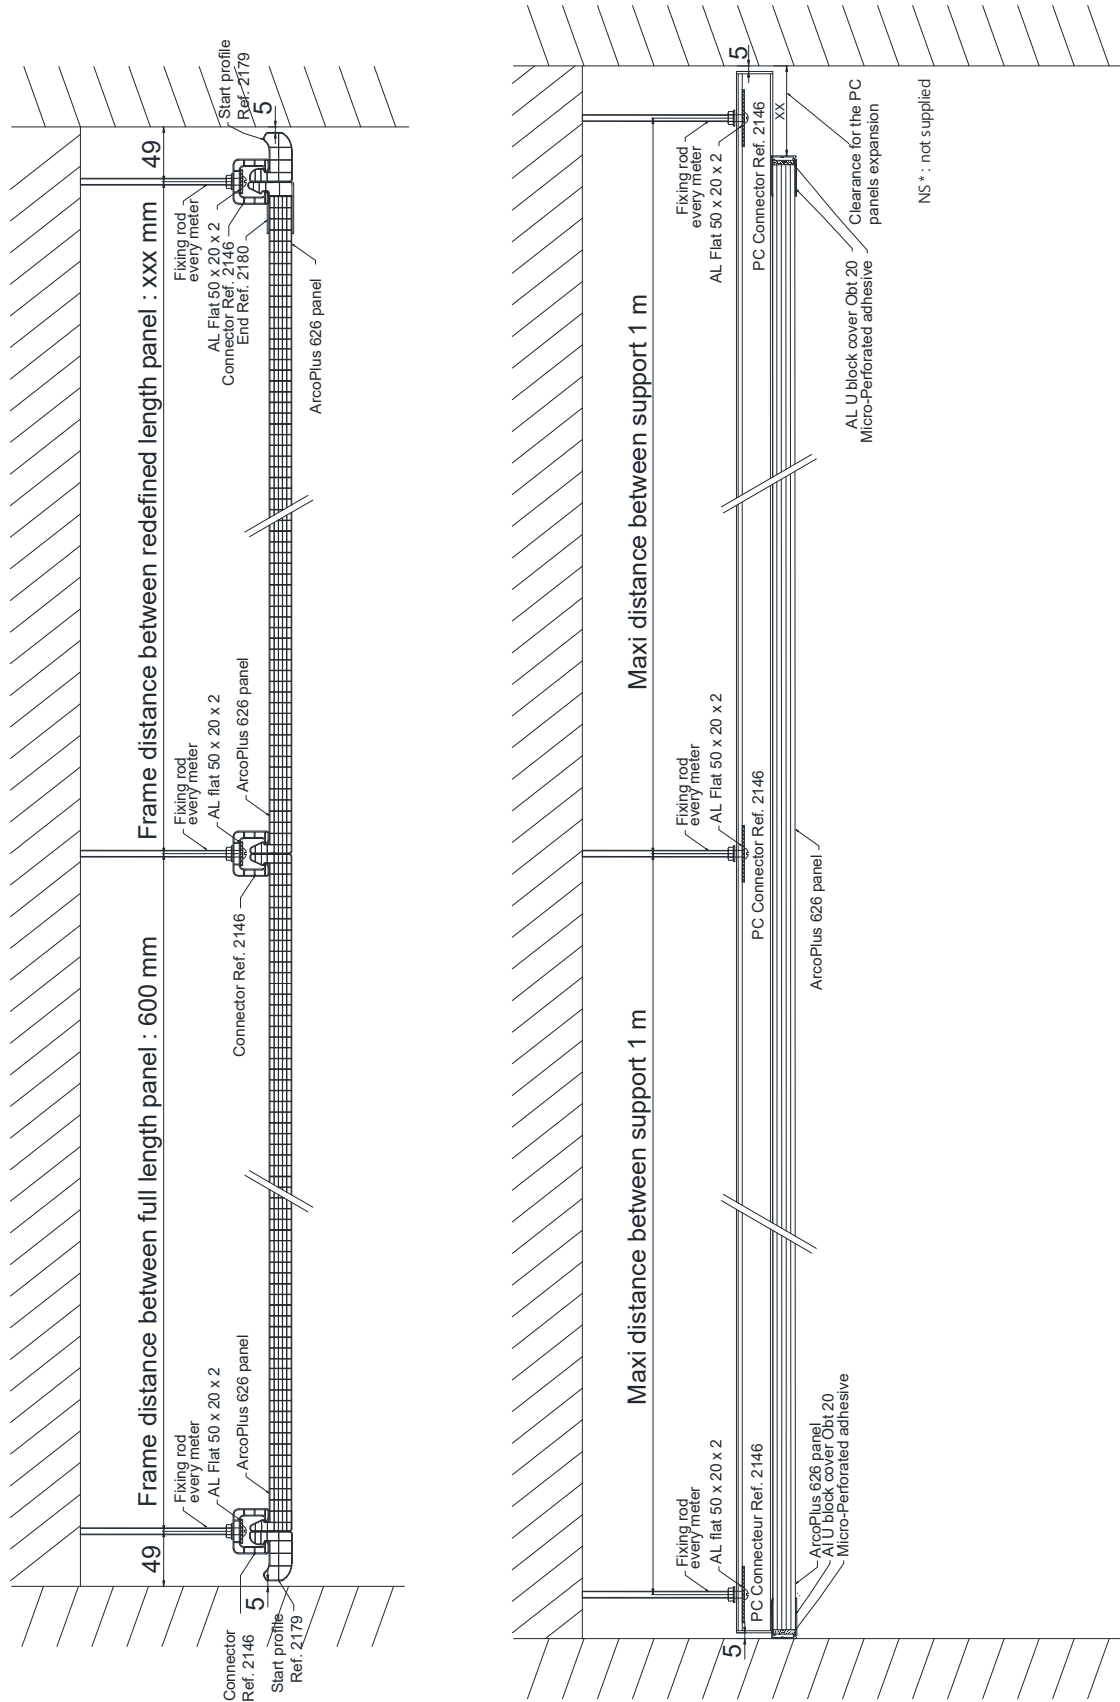 49
Frame distance between full length panel : 600 mm
Frame distance between redefined length panel : xxx mm
49
Fixing rod
every meter
AL Flat 50 x 20 x 2
ArcoPlus 626 panel
Connector
Ref. 2146
5
Start profile
Ref. 2179
Connector Ref. 2146
Fixing rod
every meter
AL flat 50 x 20 x 2
ArcoPlus 626 panel
Fixing rod
every meter
AL Flat 50 x 20 x 2
Connector Ref. 2146
End Ref. 2180
ArcoPlus 626 panel
Start profile
Ref. 2179
5
Maxi distance between support 1 m
Maxi distance between support 1 m
Fixing rod
every meter
AL flat 50 x 20 x 2
PC Connecteur Ref. 2146
5
ArcoPlus 626 panel
Al U block cover Obt 20
Micro-Perforated adhesive
Fixing rod
every meter
AL Flat 50 x 20 x 2
PC Connector Ref. 2146
ArcoPlus 626 panel
Fixing rod
every meter
AL Flat 50 x 20 x 2
PC Connector Ref. 2146
5
xx
Clearance for the PC
panels expansion
AL U block cover Obt 20
Micro-Perforated adhesive
NS * : not supplied